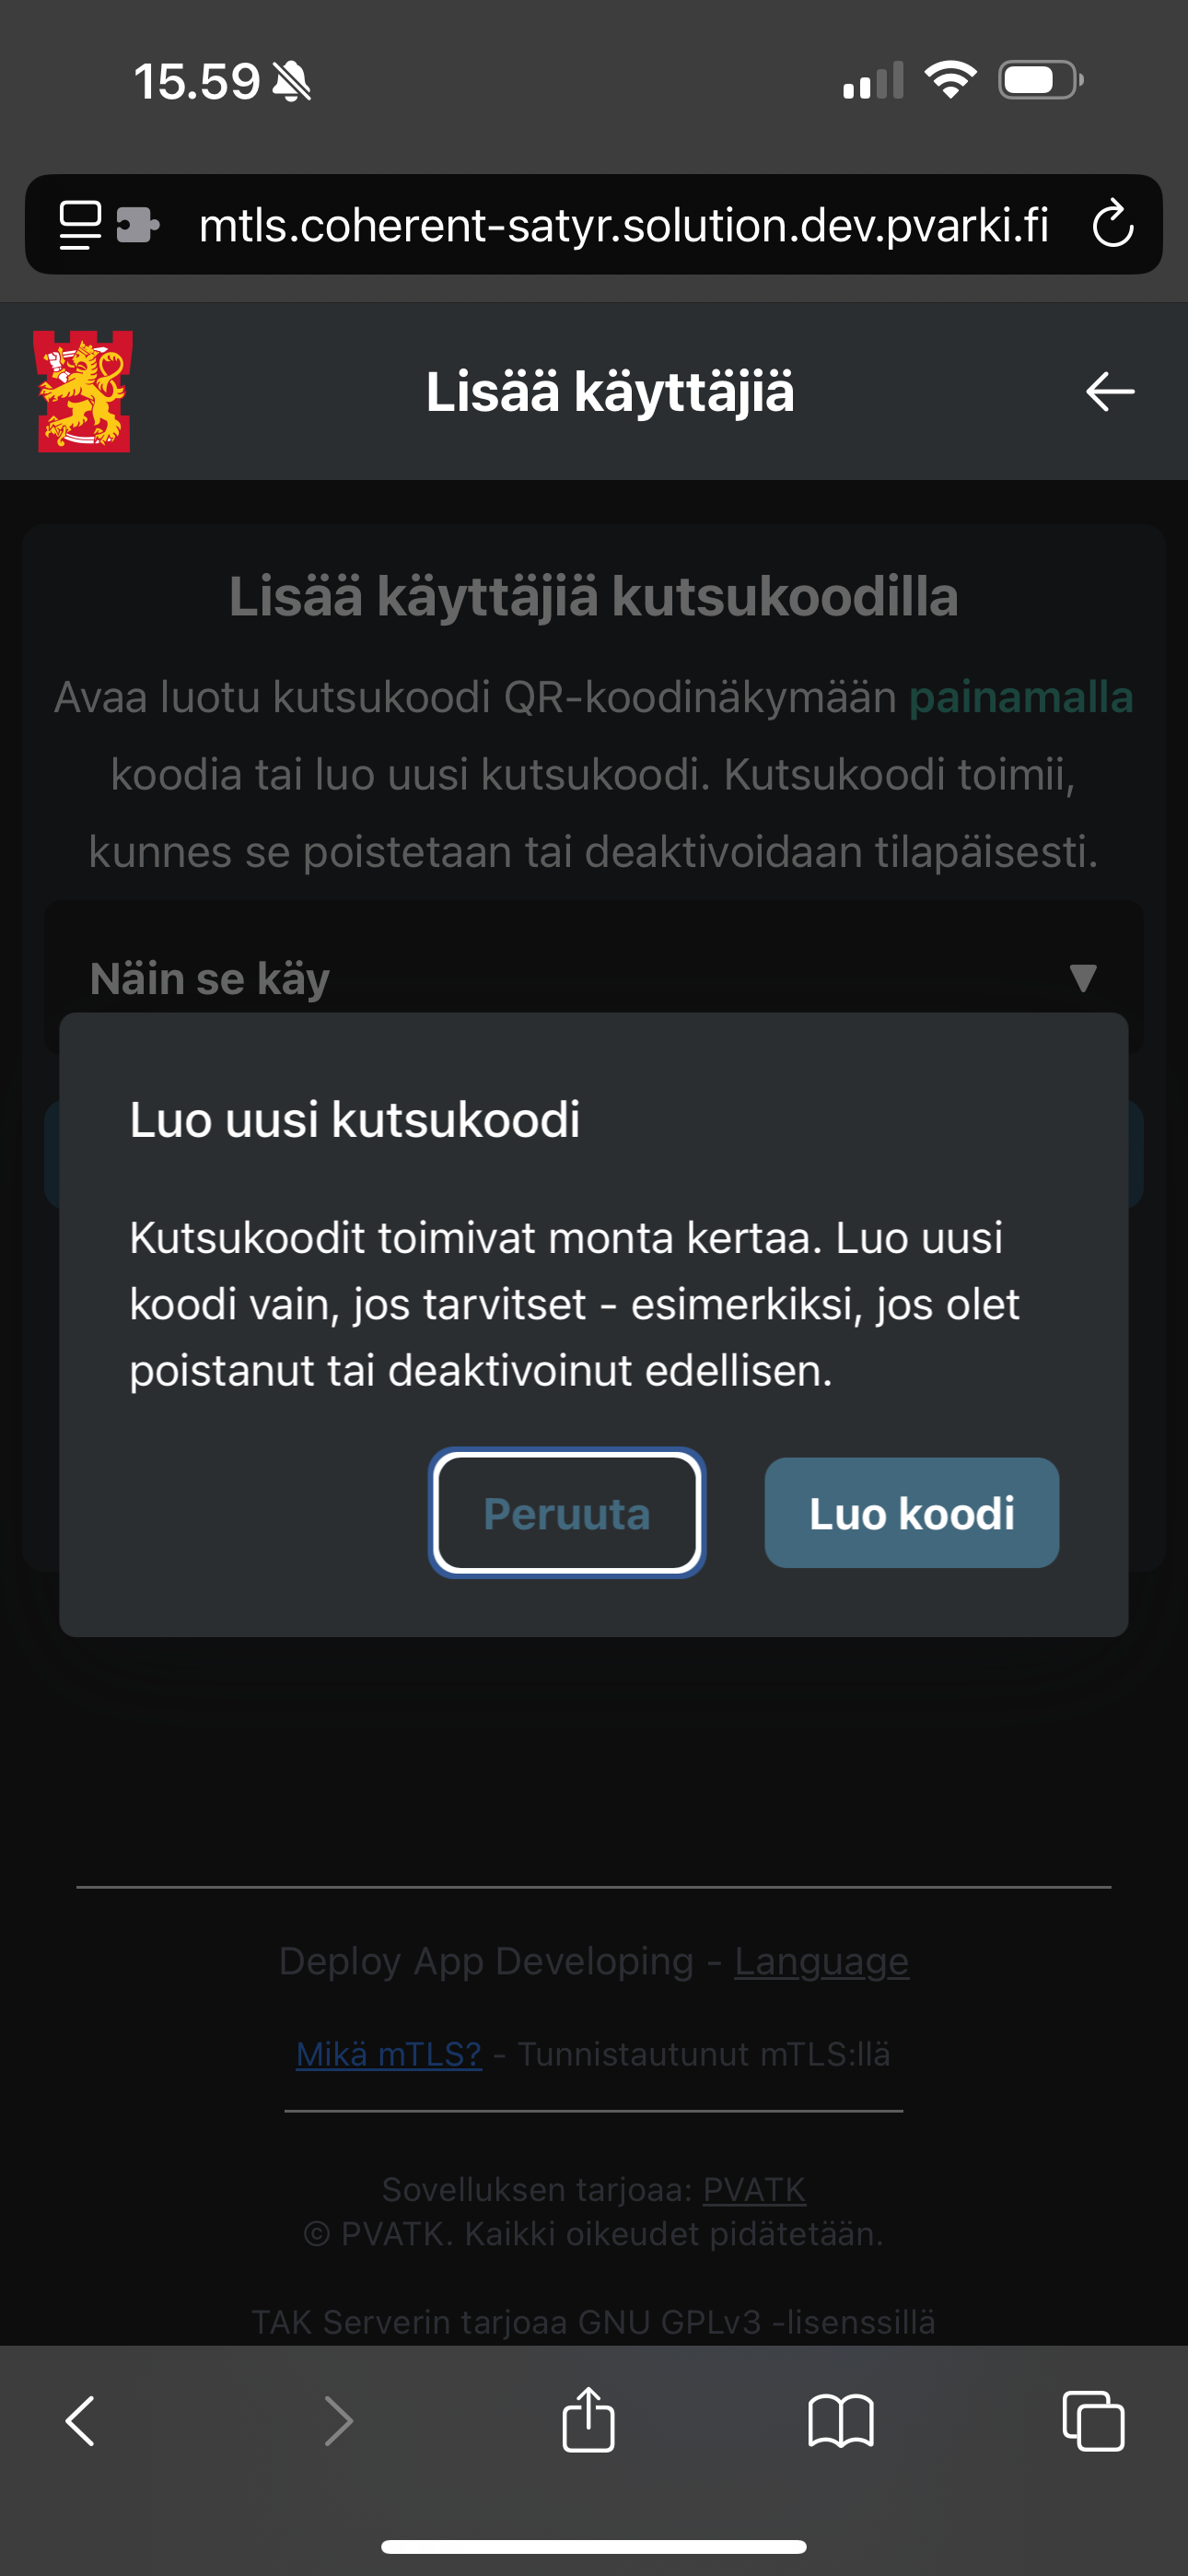 15.59
mtls.coherent-satyr.solution.dev.pvarki.fi
Lisää käyttäjiä
Lisää käyttäjiä kutsukoodilla
Avaa luotu kutsukoodi QR-koodinäkymään painamalla
koodia tai luo uusi kutsukoodi. Kutsukoodi toimii,
kunnes se poistetaan tai deaktivoidaan tilapäisesti.
Näin se käy
Luo uusi kutsukoodi
Kutsukoodit toimivat monta kertaa. Luo uusi
koodi vain, jos tarvitset - esimerkiksi, jos olet
poistanut tai deaktivoinut edellisen.
Peruuta
Luo koodi
Deploy App Developing - Language
Mikä mTLS? - Tunnistautunut mTLS:llä
Sovelluksen tarjoaa: PVATK
© PVATK. Kaikki oikeudet pidätetään.
TAK Serverin tarjoaa GNU GPLv3 -lisenssillä